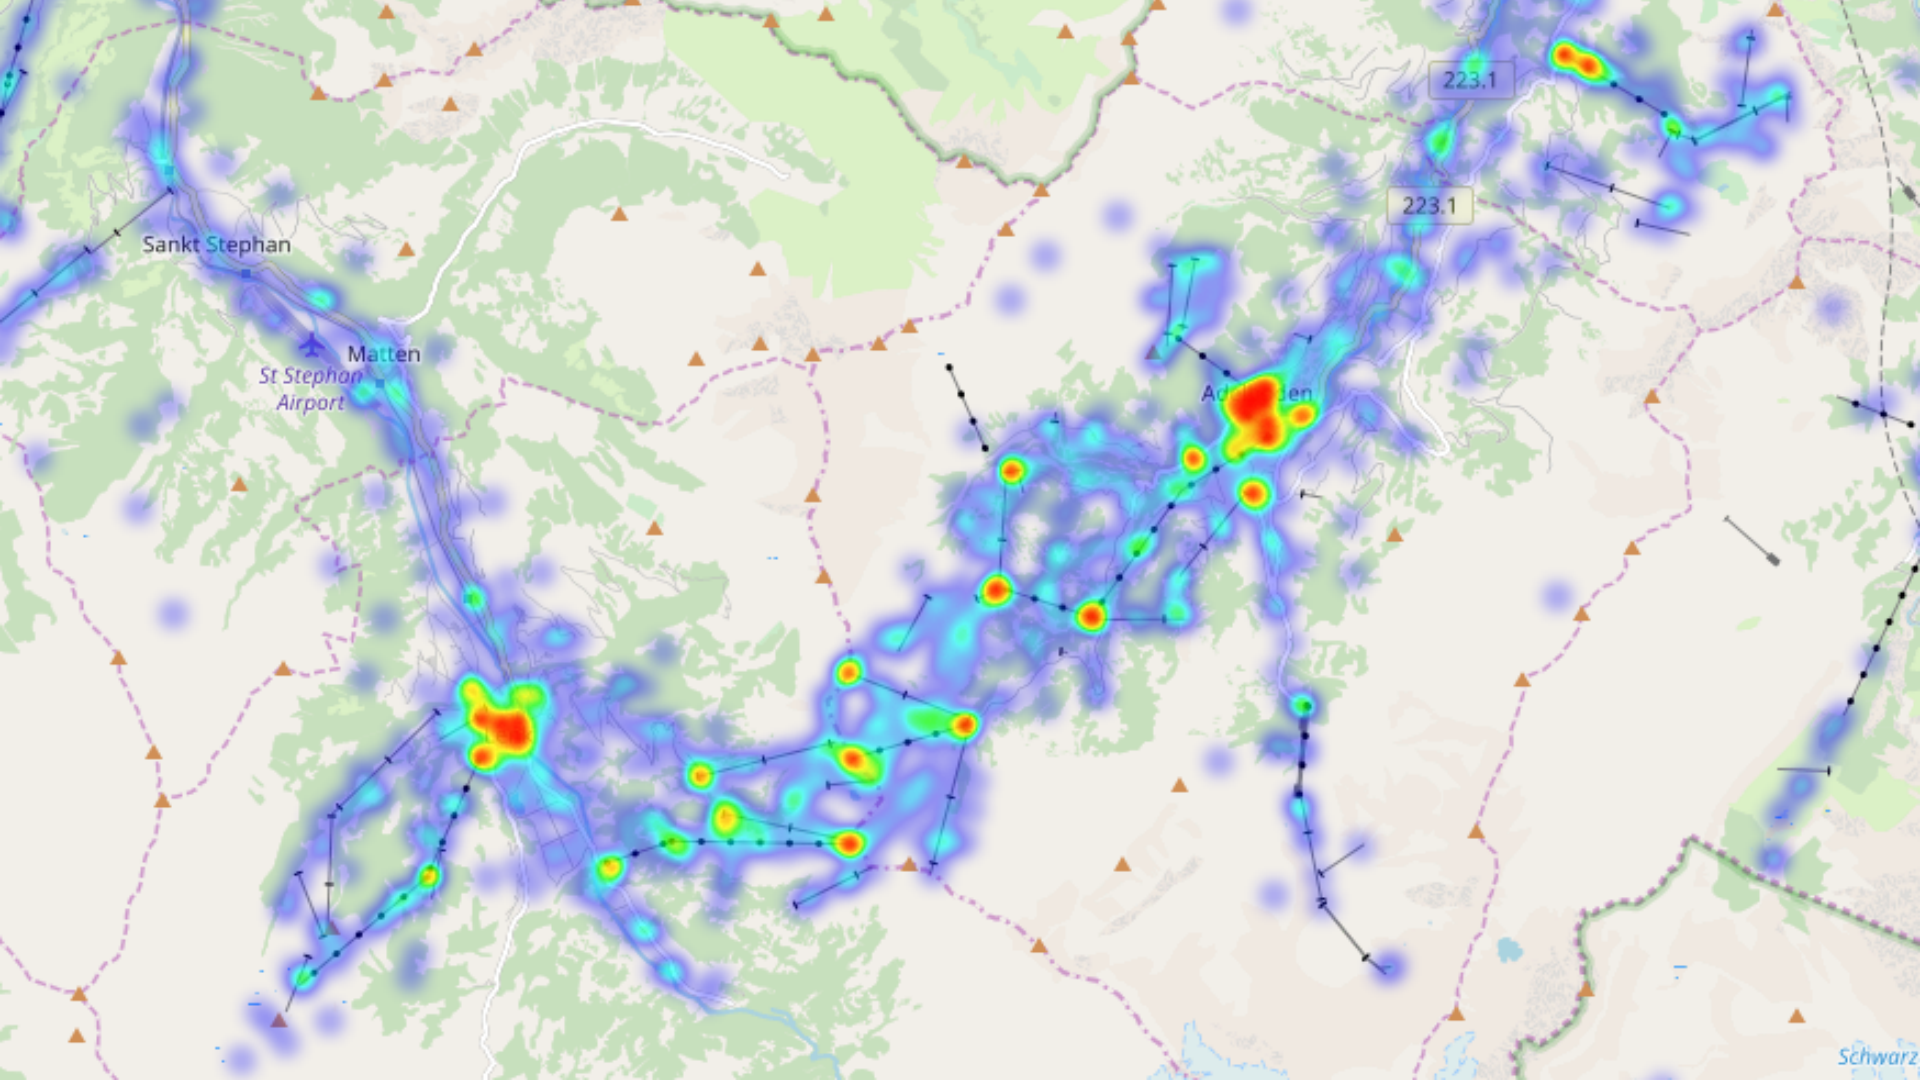 223.1
223.1
Sankt Stephan
Matten
St Stephan
Airport
Schwarz